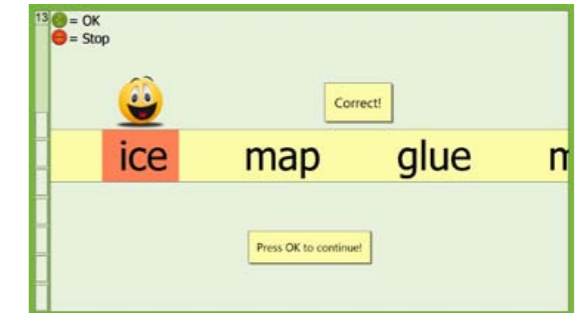 13
= OK
= Stop
Correct!
ice map glue m
Press OK to continue!